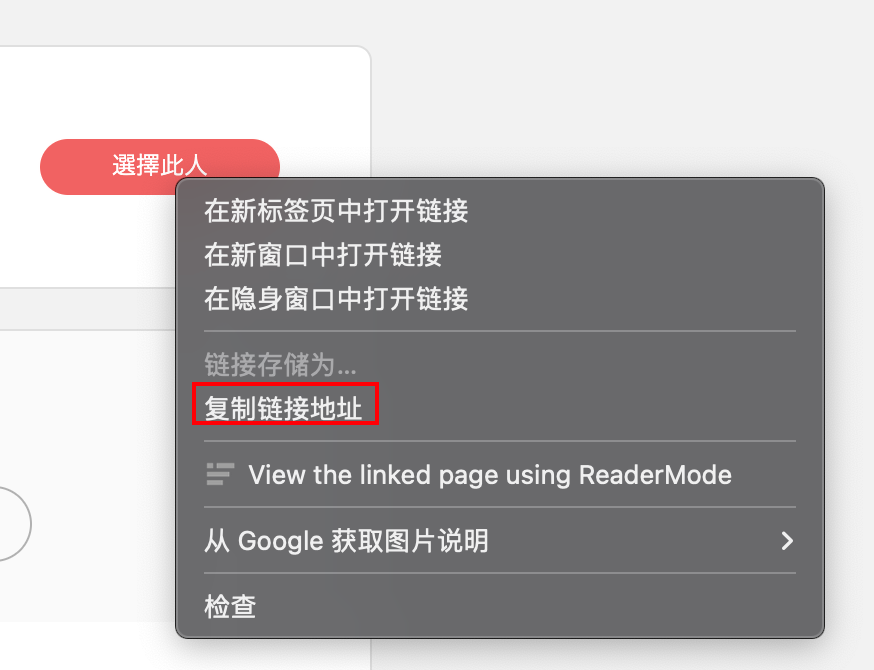 選擇此人
在新标签页中打开链接
在新窗口中打开链接
在隐身窗口中打开链接
链接存储为...
复制链接地址
View the linked page using ReaderMode
从 Google 获取图片说明
检查